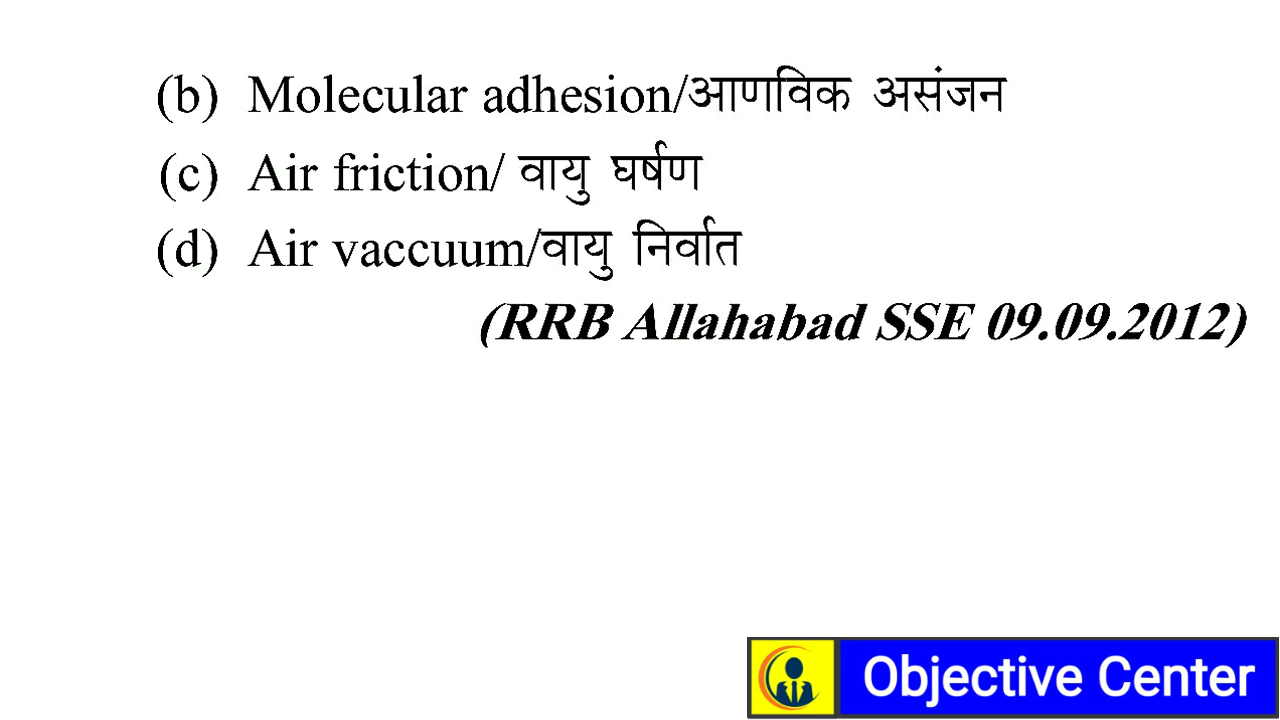 (b) Molecular adhesion/आणविक असंजन
(c) Air friction/ वायु घर्षण
(d) Air vaccuum/वायु निर्वात
(RRB Allahabad SSE 09.09.2012)
Objective Center